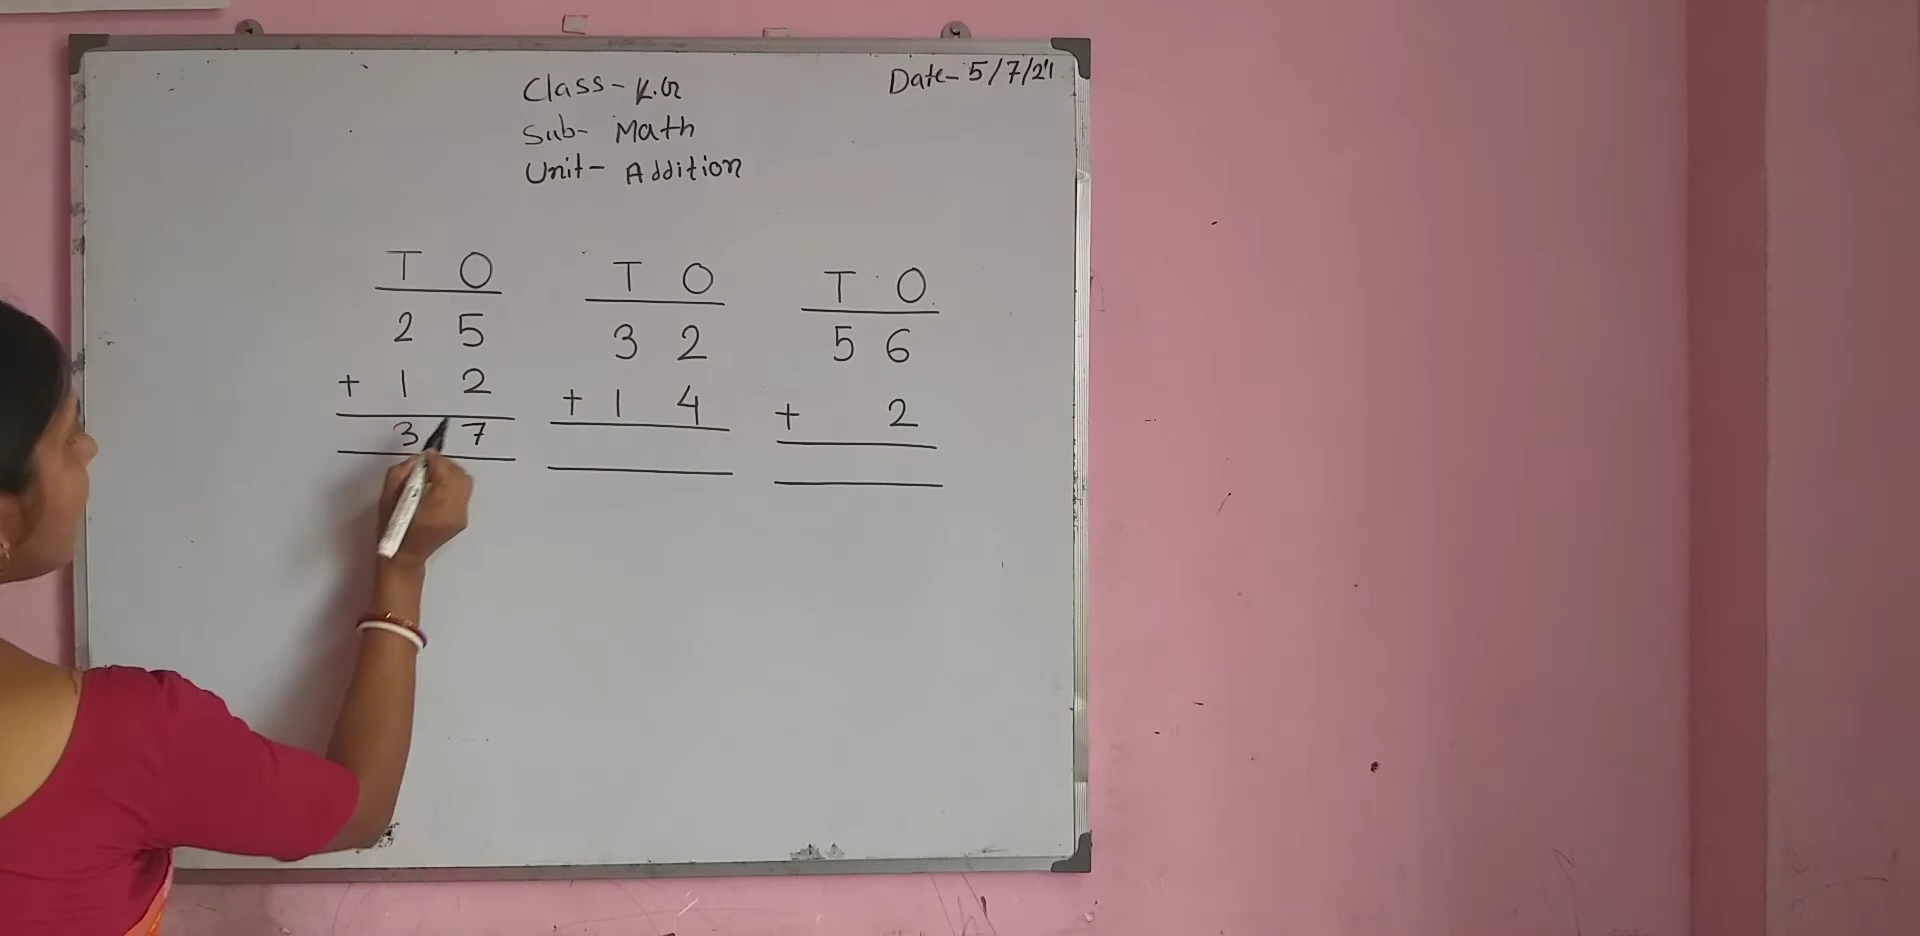 Class- K.G
Sub- Math
Unit- Addition
Date- 5/7/21
T O
2 5
+ 1 2
3 7
T O
3 2
+ 1 4
T O
5 6
+ 2